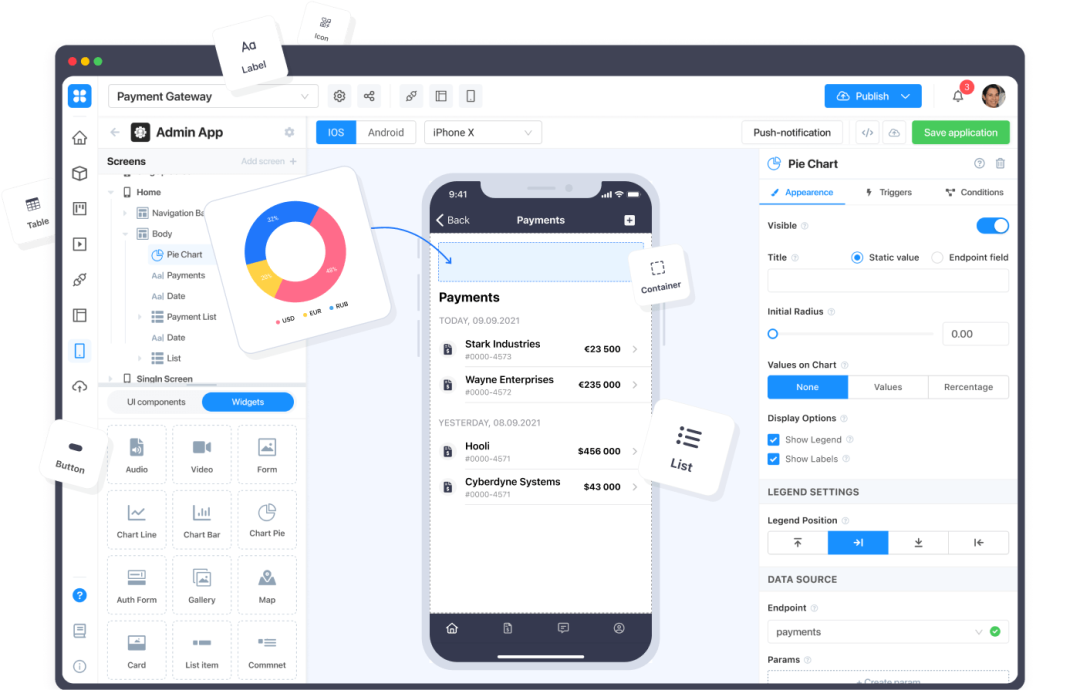 Icon
Aa
Label
Payment Gateway
Publish
3
Admin App
IOS
Android
iPhone X
Push-notification
</>
Save application
Screens
Add screen +
Home
Navigation Ba
Body
Pie Chart
Aa| Payments
Aa| Date
Payment List
Aa| Date
List
SingIn Screen
UI components
Widgets
Audio
Video
Form
Chart Line
Chart Bar
Chart Pie
Auth Form
Gallery
Map
Card
List item
Commnet
Table
Button
32%
48%
20%
USD
EUR
RUB
9:41
Back
Payments
Container
Payments
TODAY, 09.09.2021
Stark Industries
#0000-4573
€23 500
Wayne Enterprises
#0000-4572
€235 000
YESTERDAY, 08.09.2021
Hooli
#0000-4571
$456 000
Cyberdyne Systems
#0000-4571
$43 000
List
Pie Chart
Appearence
Triggers
Conditions
Visible
Title
Static value
Endpoint field
Initial Radius
0.00
Values on Chart
None
Values
Rercentage
Display Options
Show Legend
Show Labels
LEGEND SETTINGS
Legend Position
DATA SOURCE
Endpoint
payments
Params
+ Create param